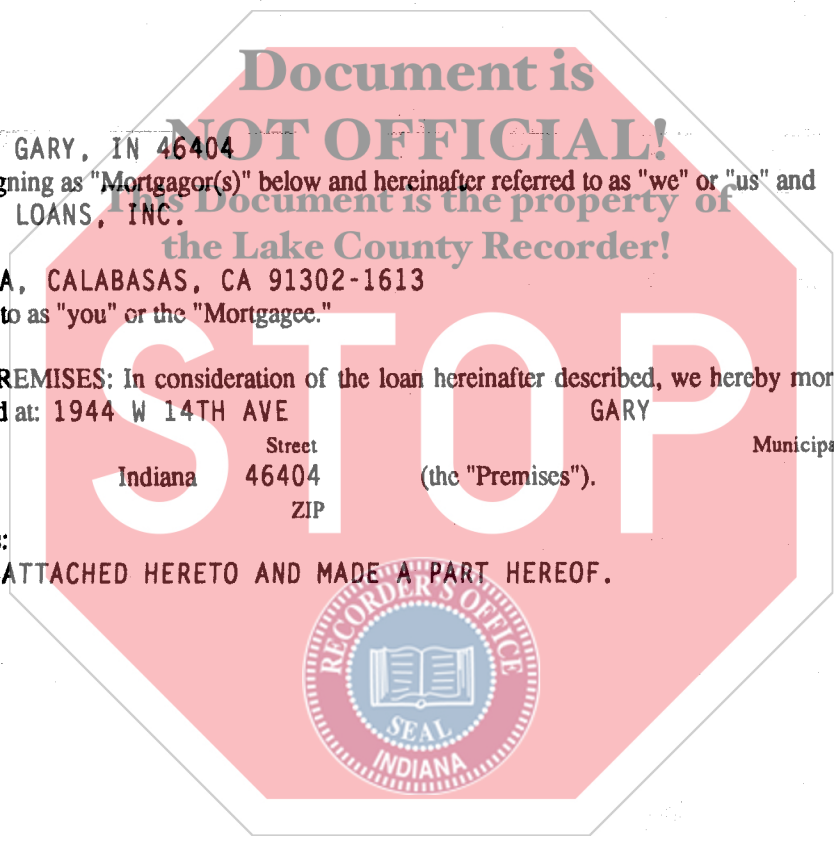 Document is
NOT OFFICIAL!
GARY, IN 46404
gning as "Mortgagor(s)" below and hereinafter referred to as "we" or "us" and
This Document is the property of
LOANS, INC.
the Lake County Recorder!
A, CALABASAS, CA 91302-1613
to as "you" or the "Mortgagee."
STOP
REMISES: In consideration of the loan hereinafter described, we hereby mor
d at: 1944 W 14TH AVE GARY
Street Municipa
Indiana 46404 (the "Premises").
ZIP
:
ATTACHED HERETO AND MADE A PART HEREOF.
RECORDER'S OFFICE
SEAL
INDIANA